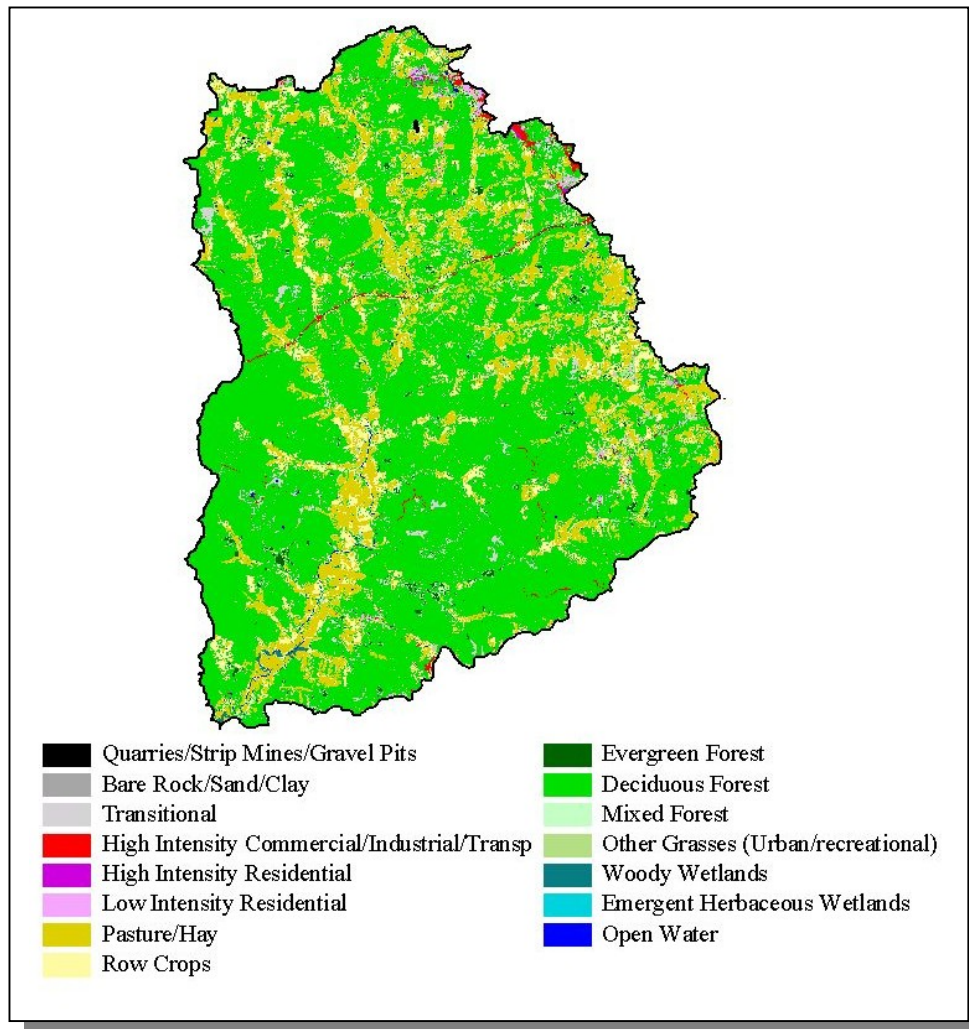 Quarries/Strip Mines/Gravel Pits
Bare Rock/Sand/Clay
Transitional
High Intensity Commercial/Industrial/Transp
High Intensity Residential
Low Intensity Residential
Pasture/Hay
Row Crops
Evergreen Forest
Deciduous Forest
Mixed Forest
Other Grasses (Urban/recreational)
Woody Wetlands
Emergent Herbaceous Wetlands
Open Water